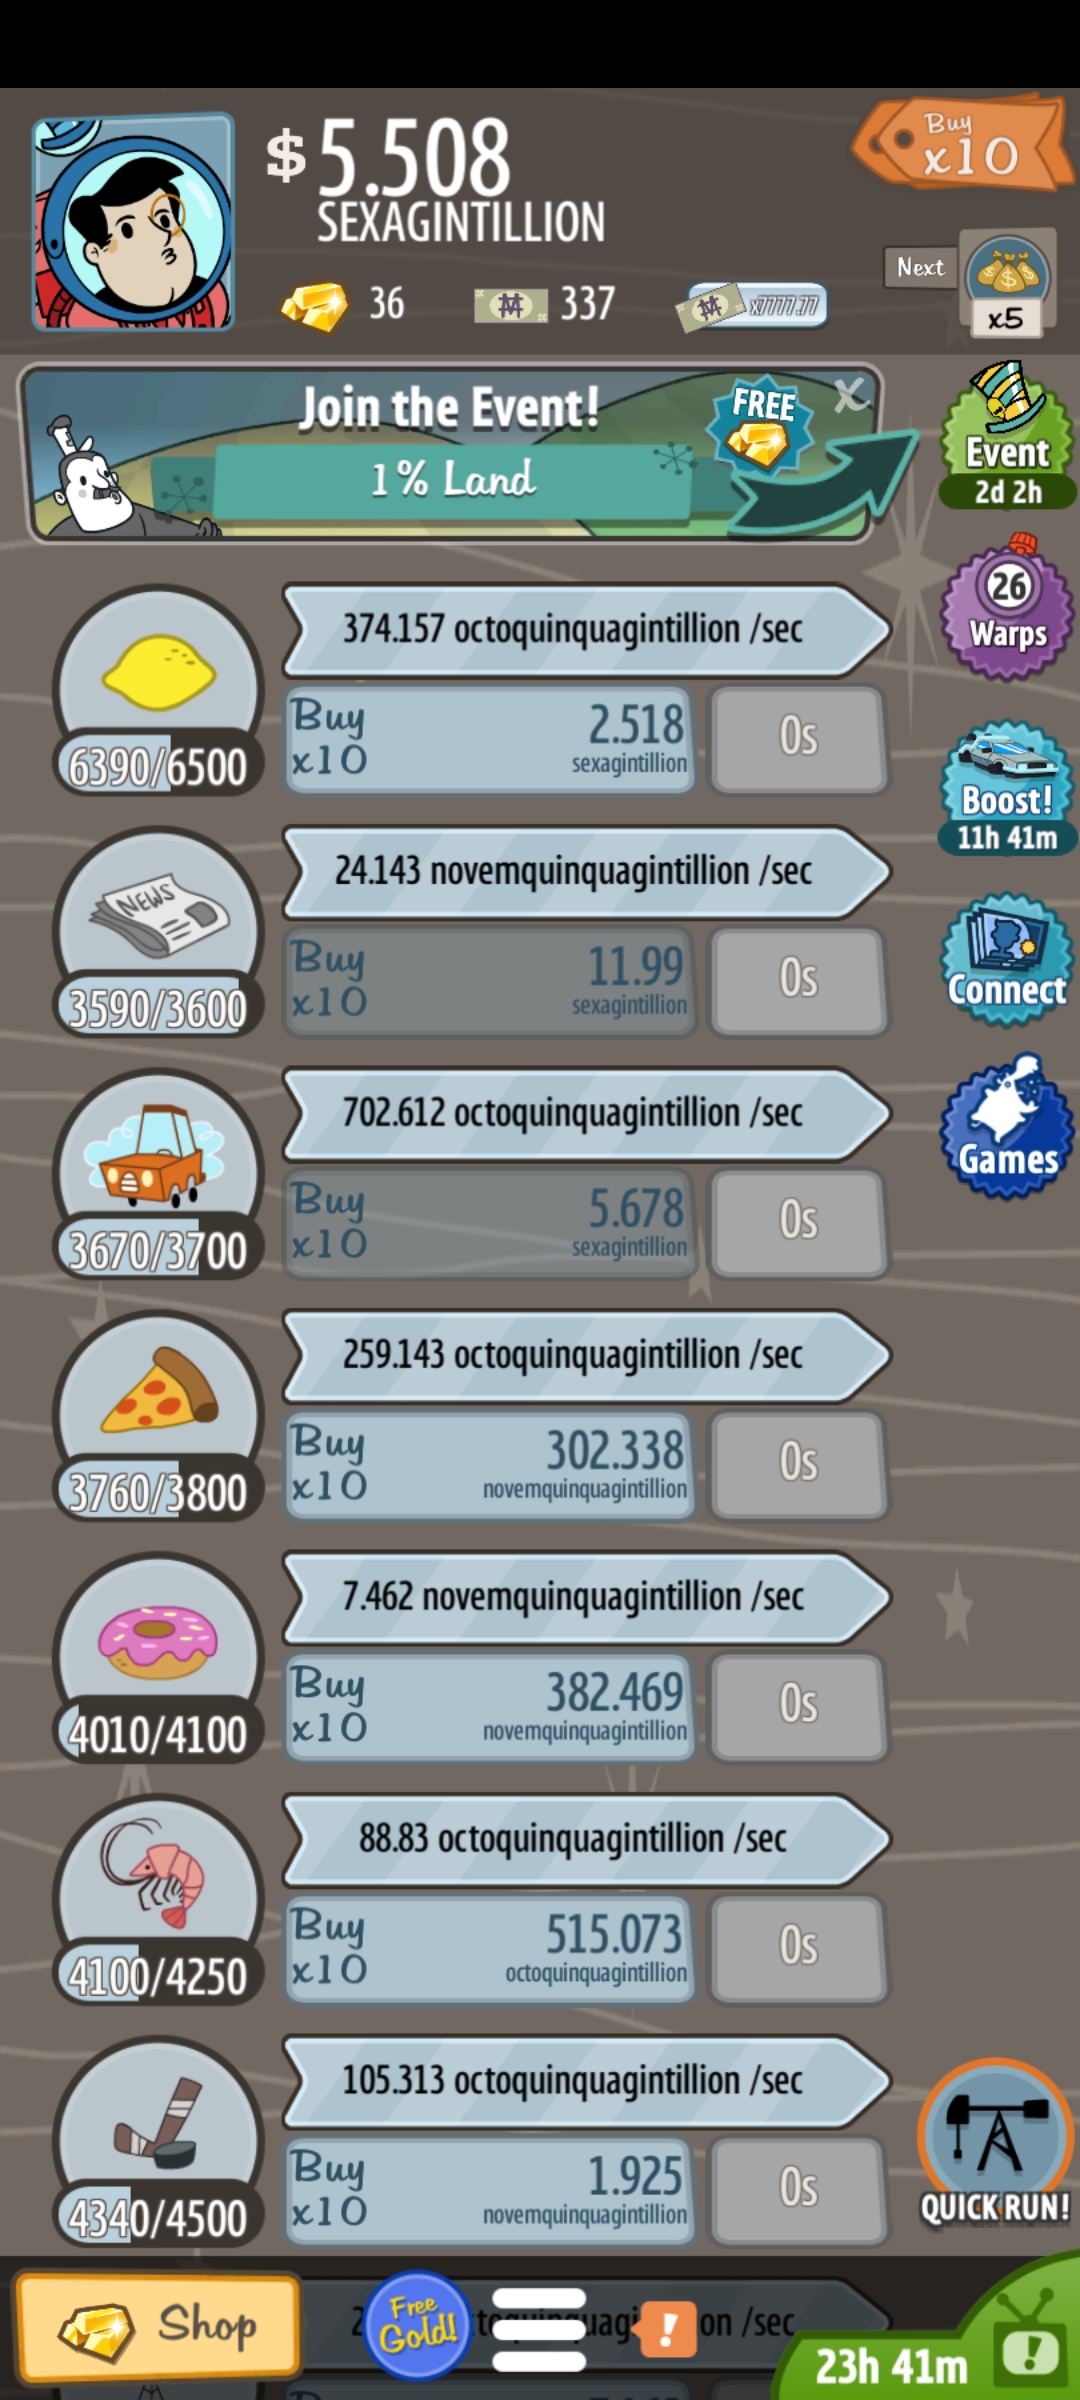 $5.508
SEXAGINTILLION
Buy
x10
36
337
x7777.77
Next
x5
Join the Event!
FREE
X
1% Land
Event
2d 2h
26
Warps
374.157 octoquinquagintillion /sec
6390/6500
Buy
x10
2.518
sexagintillion
0s
Boost!
11h 41m
24.143 novemquinquagintillion /sec
NEWS
3590/3600
Buy
x10
11.99
sexagintillion
0s
Connect
702.612 octoquinquagintillion /sec
3670/3700
Buy
x10
5.678
sexagintillion
0s
Games
259.143 octoquinquagintillion /sec
3760/3800
Buy
x10
302.338
novemquinquagintillion
0s
7.462 novemquinquagintillion /sec
4010/4100
Buy
x10
382.469
novemquinquagintillion
0s
88.83 octoquinquagintillion /sec
4100/4250
Buy
x10
515.073
octoquinquagintillion
0s
105.313 octoquinquagintillion /sec
4340/4500
Buy
x10
1.925
novemquinquagintillion
0s
QUICK RUN!
Shop
Free
Gold!
!
on /sec
23h 41m
!